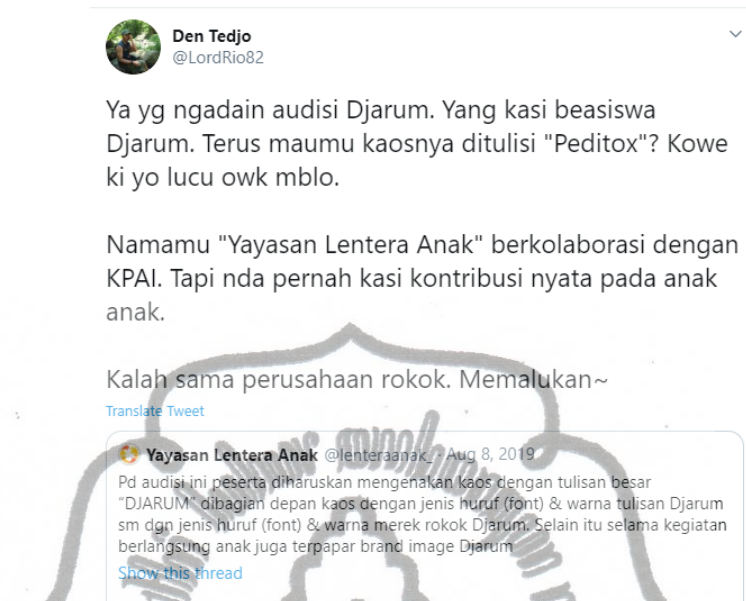 Den Tedjo
@LordRio82
Ya yg ngadain audisi Djarum. Yang kasi beasiswa
Djarum. Terus maumu kaosnya ditulisi "Peditox"? Kowe
ki yo lucu owk mblo.
Namamu "Yayasan Lentera Anak" berkolaborasi dengan
KPAI. Tapi nda pernah kasi kontribusi nyata pada anak
anak.
Kalah sama perusahaan rokok. Memalukan~
Translate Tweet
Yayasan Lentera Anak @lenteraanak_ · Aug 8, 2019
Pd audisi ini peserta diharuskan mengenakan kaos dengan tulisan besar
“DJARUM” dibagian depan kaos dengan jenis huruf (font) & warna tulisan Djarum
sm dgn jenis huruf (font) & warna merek rokok Djarum. Selain itu selama kegiatan
berlangsung anak juga terpapar brand image Djarum
Show this thread